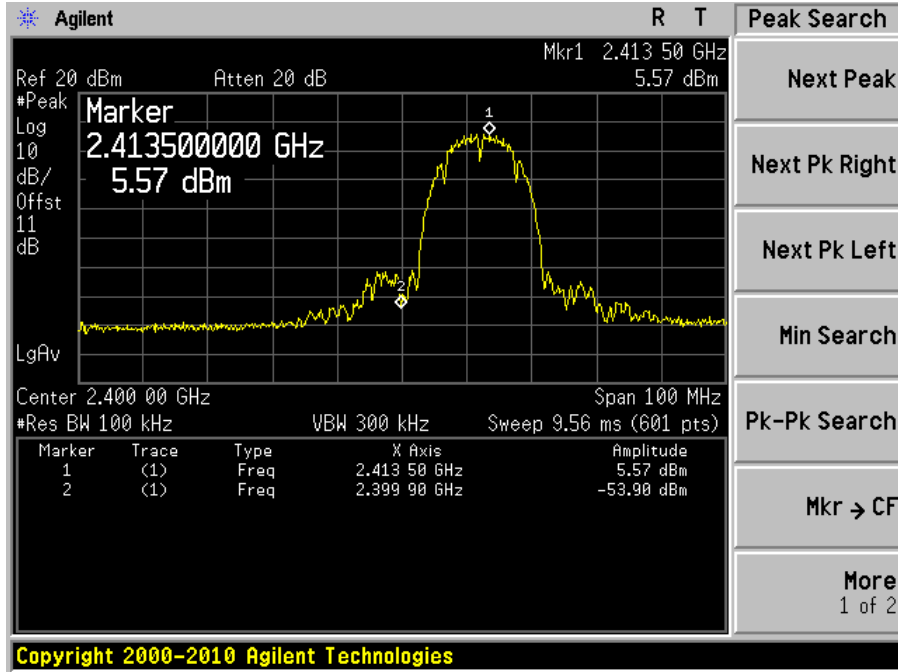 Agilent R T
Peak Search
Mkr1 2.413 50 GHz
Ref 20 dBm Atten 20 dB 5.57 dBm
#Peak
Log
10
dB/
Offst
11
dB
LgAv
Marker
2.413500000 GHz
5.57 dBm
1
2
Center 2.400 00 GHz Span 100 MHz
#Res BW 100 kHz VBW 300 kHz Sweep 9.56 ms (601 pts)
Marker Trace Type X Axis Amplitude
1 (1) Freq 2.413 50 GHz 5.57 dBm
2 (1) Freq 2.399 90 GHz -53.90 dBm
Next Peak
Next Pk Right
Next Pk Left
Min Search
Pk-Pk Search
Mkr → CF
More
1 of 2
Copyright 2000-2010 Agilent Technologies